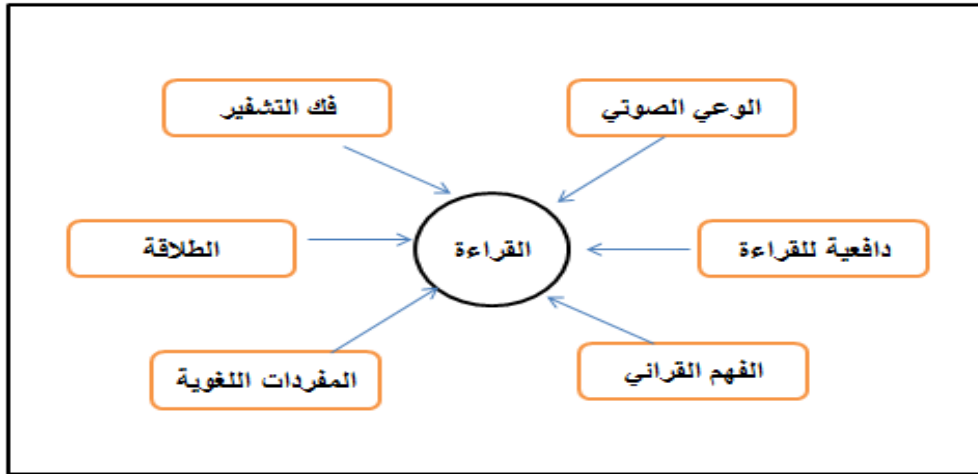 الوعي الصوتي
فك التشفير
دافعية للقراءة
القراءة
الطلاقة
الفهم القرائي
المفردات اللغوية